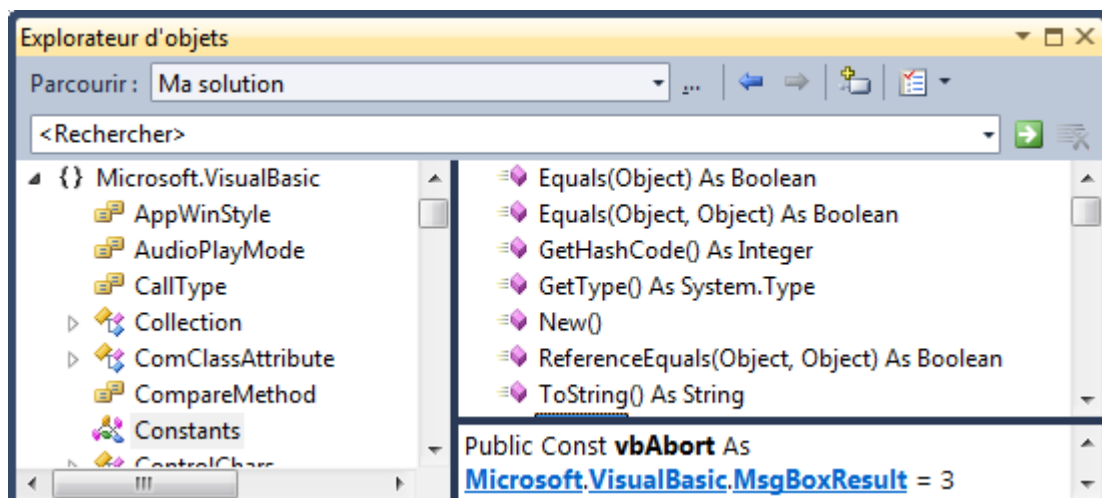 Explorateur d'objets
Parcourir : Ma solution ...
<Rechercher>
{} Microsoft.VisualBasic
AppWinStyle
AudioPlayMode
CallType
Collection
ComClassAttribute
CompareMethod
Constants
ControlChars
Equals(Object) As Boolean
Equals(Object, Object) As Boolean
GetHashCode() As Integer
GetType() As System.Type
New()
ReferenceEquals(Object, Object) As Boolean
ToString() As String
Public Const vbAbort As
Microsoft.VisualBasic.MsgBoxResult = 3